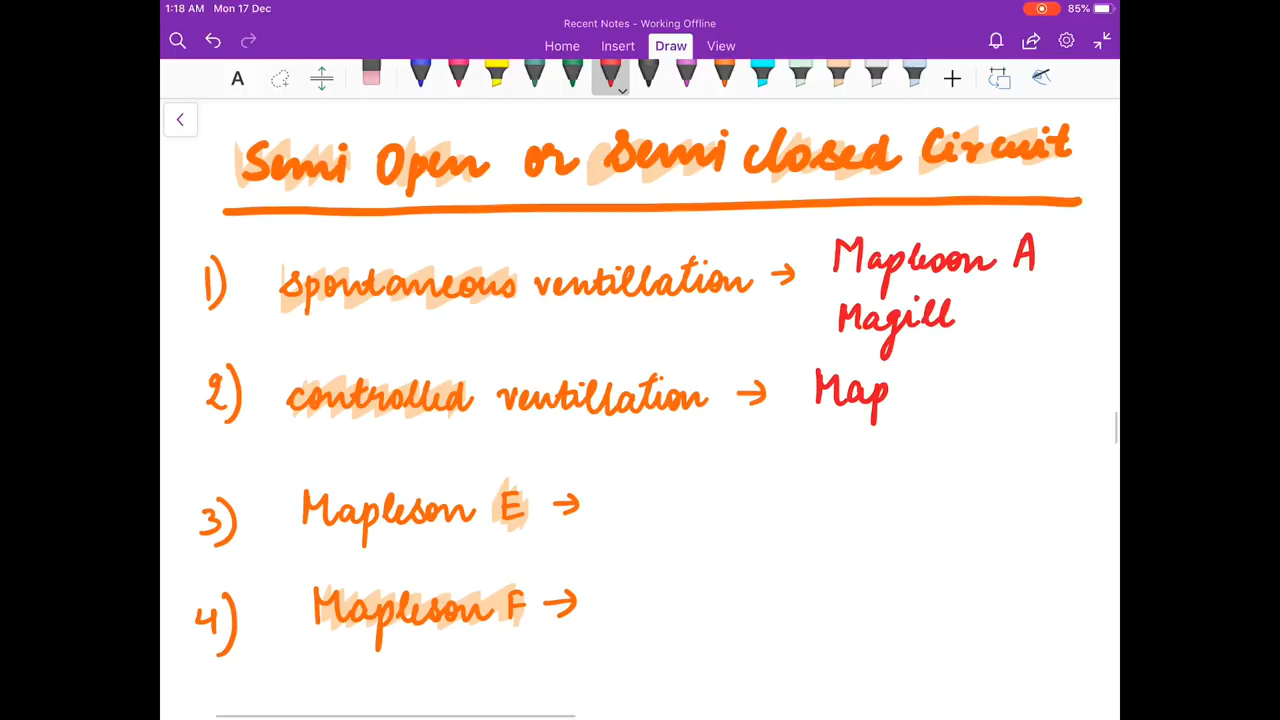 1:18 AM Mon 17 Dec 85%
Recent Notes - Working Offline
Home Insert Draw View
A
Semi Open or Semi closed Circuit
1) spontaneous ventillation → Mapleson A
Magill
2) controlled ventillation → Map
3) Mapleson E →
4) Mapleson F →